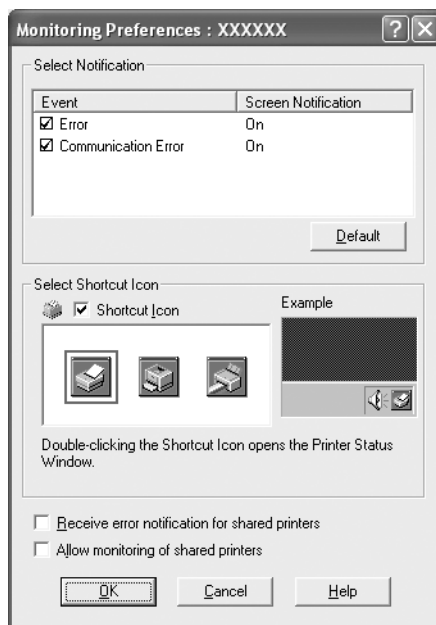 Monitoring Preferences : XXXXXX
Select Notification
Event Screen Notification
Error On
Communication Error On
Default
Select Shortcut Icon
Shortcut Icon
Example
Double-clicking the Shortcut Icon opens the Printer Status
Window.
Receive error notification for shared printers
Allow monitoring of shared printers
OK Cancel Help